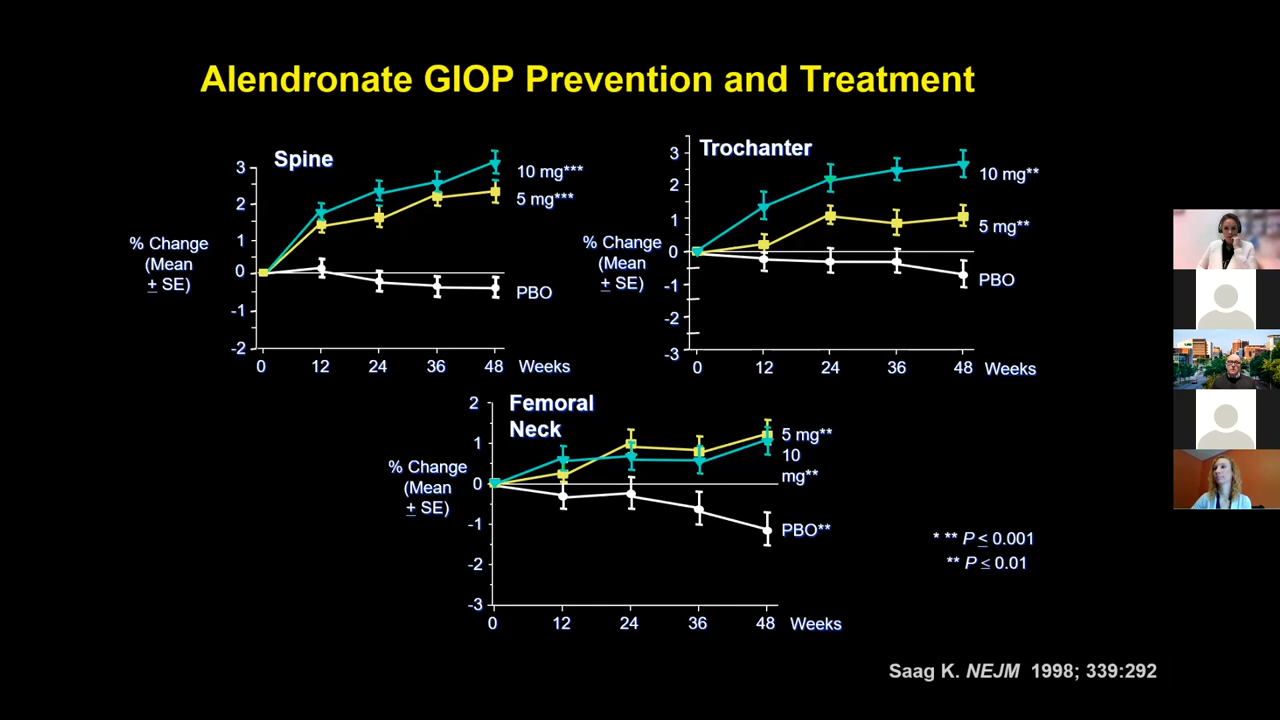 Alendronate GIOP Prevention and Treatment
Spine
3
2
1
0
-1
-2
% Change
(Mean
± SE)
10 mg***
5 mg***
PBO
0 12 24 36 48 Weeks
Trochanter
3
2
1
0
-1
-2
-3
% Change
(Mean
± SE)
10 mg**
5 mg**
PBO
0 12 24 36 48 Weeks
Femoral
Neck
2
1
0
-1
-2
-3
% Change
(Mean
± SE)
5 mg**
10
mg**
PBO**
0 12 24 36 48 Weeks
* ** P ≤ 0.001
** P ≤ 0.01
Saag K. NEJM 1998; 339:292